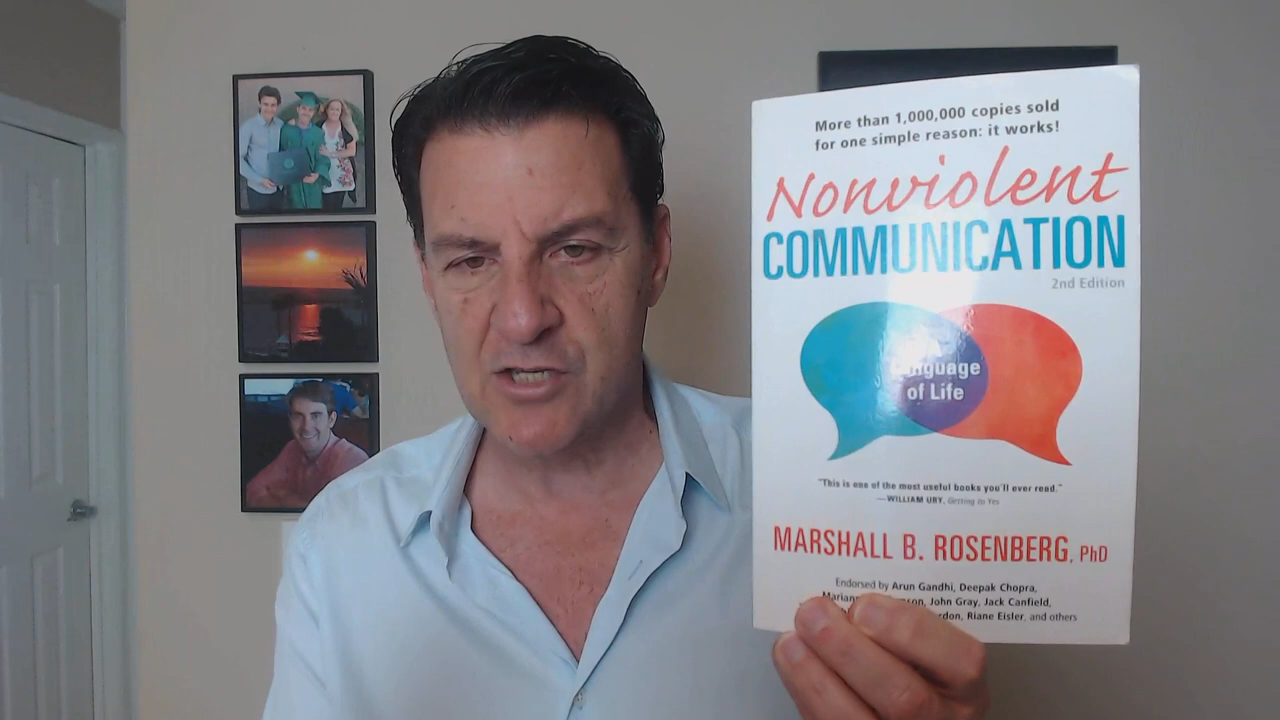 More than 1,000,000 copies sold
for one simple reason: it works!
Nonviolent
COMMUNICATION
2nd Edition
Language
of Life
"This is one of the most useful books you'll ever read."
—WILLIAM URY, Getting to Yes
MARSHALL B. ROSENBERG, PhD
Endorsed by Arun Gandhi, Deepak Chopra,
John Gray, Jack Canfield,
Riane Eisler, and others